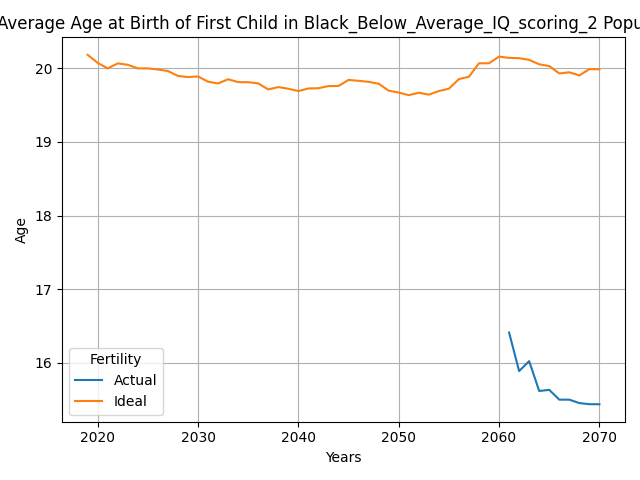 Average Age at Birth of First Child in Black_Below_Average_IQ_scoring_2 Popu
20
19
18
17
16
Age
Fertility
Actual
Ideal
2020 2030 2040 2050 2060 2070
Years